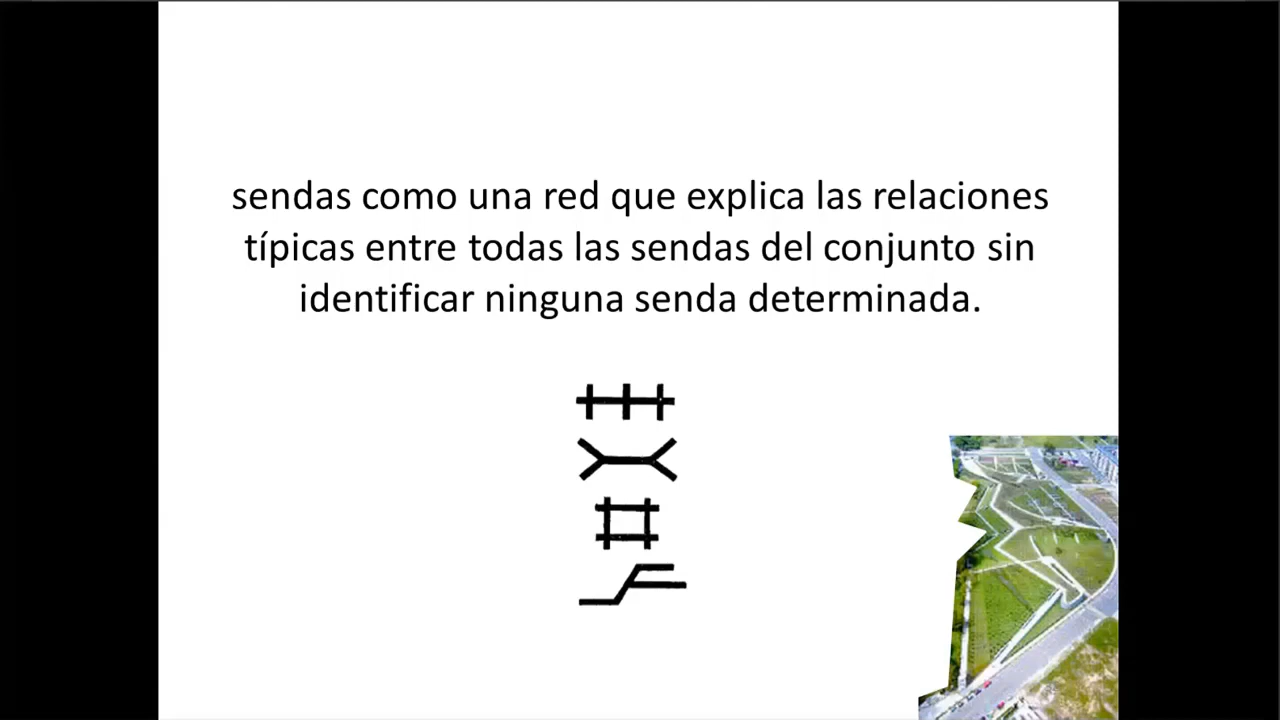 sendas como una red que explica las relaciones
típicas entre todas las sendas del conjunto sin
identificar ninguna senda determinada.